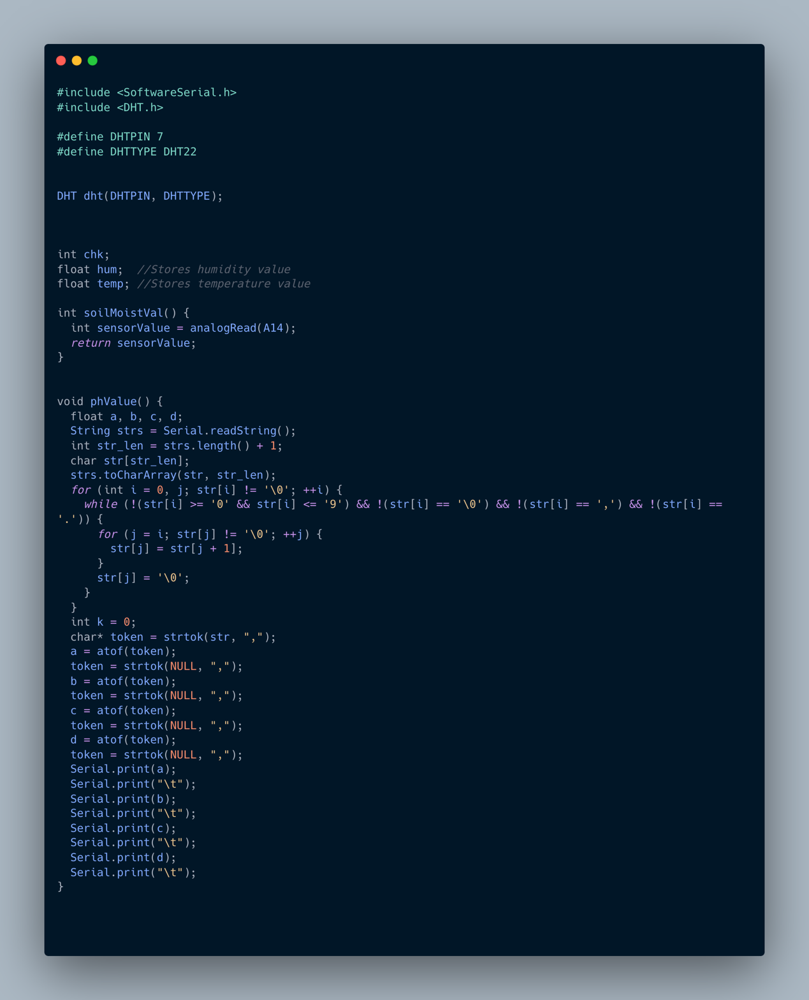 #include <SoftwareSerial.h>
#include <DHT.h>
#define DHTPIN 7
#define DHTTYPE DHT22
DHT dht(DHTPIN, DHTTYPE);
int chk;
float hum;  //Stores humidity value
float temp; //Stores temperature value
int soilMoistVal() {
  int sensorValue = analogRead(A14);
  return sensorValue;
}
void phValue() {
  float a, b, c, d;
  String strs = Serial.readString();
  int str_len = strs.length() + 1;
  char str[str_len];
  strs.toCharArray(str, str_len);
  for (int i = 0, j; str[i] != '\0'; ++i) {
    while (!(str[i] >= '0' && str[i] <= '9') && !(str[i] == '\0') && !(str[i] == ',') && !(str[i] ==
'.')) {
      for (j = i; str[j] != '\0'; ++j) {
        str[j] = str[j + 1];
      }
      str[j] = '\0';
    }
  }
  int k = 0;
  char* token = strtok(str, ",");
  a = atof(token);
  token = strtok(NULL, ",");
  b = atof(token);
  token = strtok(NULL, ",");
  c = atof(token);
  token = strtok(NULL, ",");
  d = atof(token);
  token = strtok(NULL, ",");
  Serial.print(a);
  Serial.print("\t");
  Serial.print(b);
  Serial.print("\t");
  Serial.print(c);
  Serial.print("\t");
  Serial.print(d);
  Serial.print("\t");
}